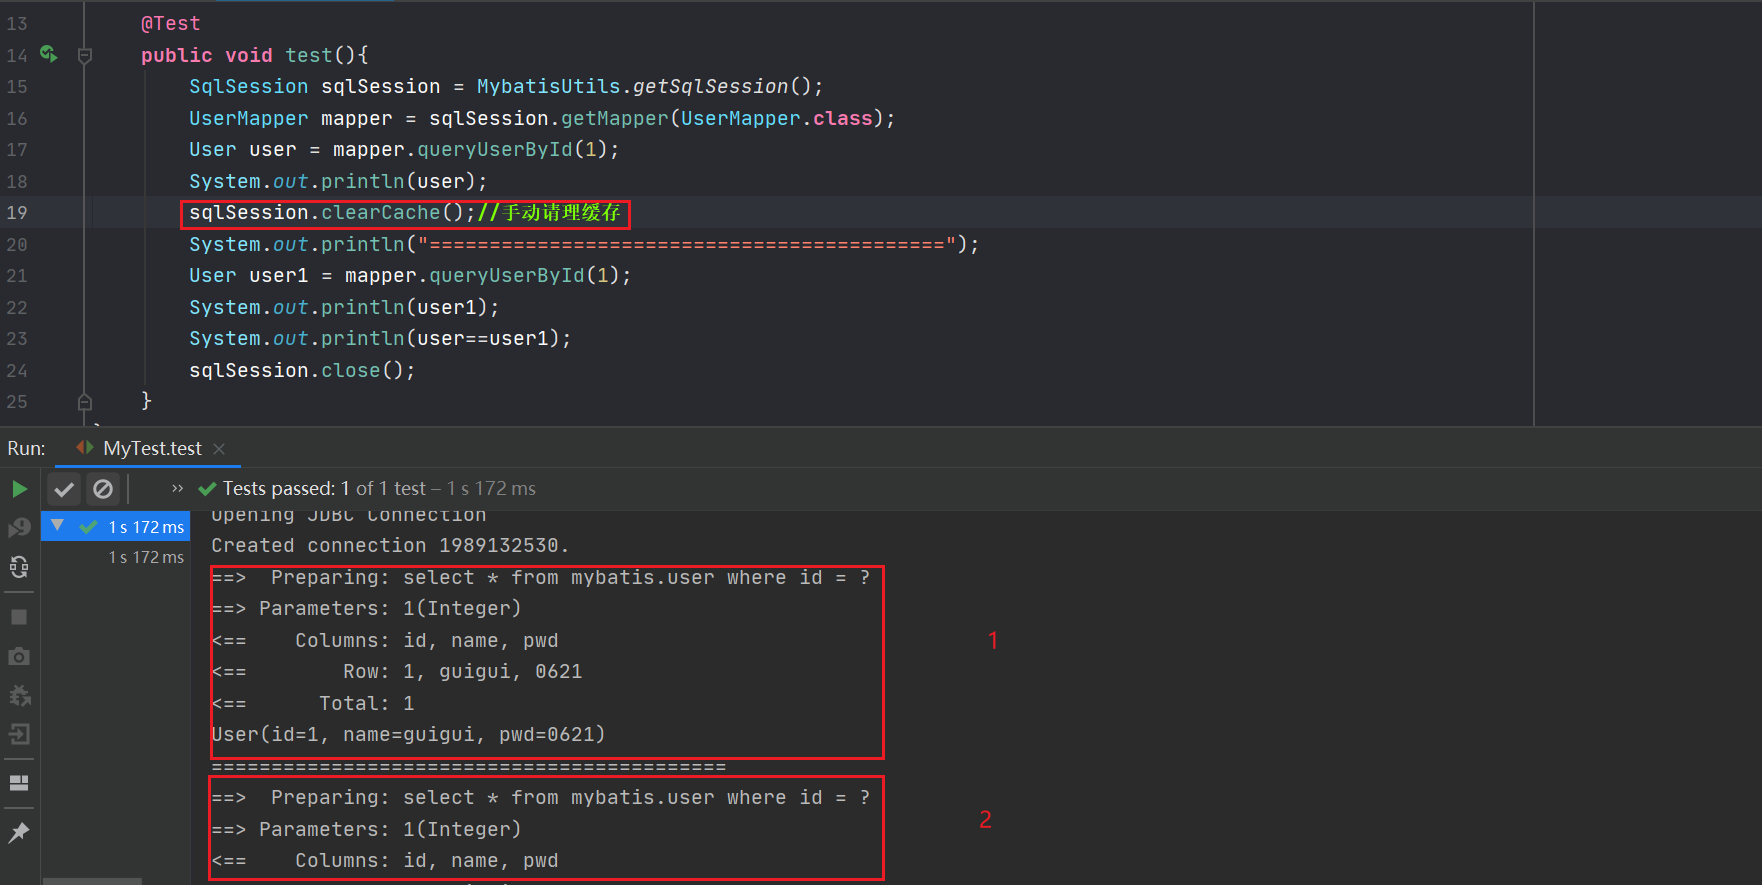 13 @Test
14 public void test(){
15 SqlSession sqlSession = MybatisUtils.getSqlSession();
16 UserMapper mapper = sqlSession.getMapper(UserMapper.class);
17 User user = mapper.queryUserById(1);
18 System.out.println(user);
19 sqlSession.clearCache();//手动请理缓存
20 System.out.println("===========================================");
21 User user1 = mapper.queryUserById(1);
22 System.out.println(user1);
23 System.out.println(user==user1);
24 sqlSession.close();
25 }
Run: MyTest.test
Tests passed: 1 of 1 test – 1 s 172 ms
1 s 172 ms
1 s 172 ms
Opening JDBC Connection
Created connection 1989132530.
==> Preparing: select * from mybatis.user where id = ?
==> Parameters: 1(Integer)
<== Columns: id, name, pwd
<== Row: 1, guigui, 0621
<== Total: 1
User(id=1, name=guigui, pwd=0621)
1
===========================================
==> Preparing: select * from mybatis.user where id = ?
==> Parameters: 1(Integer)
<== Columns: id, name, pwd
2